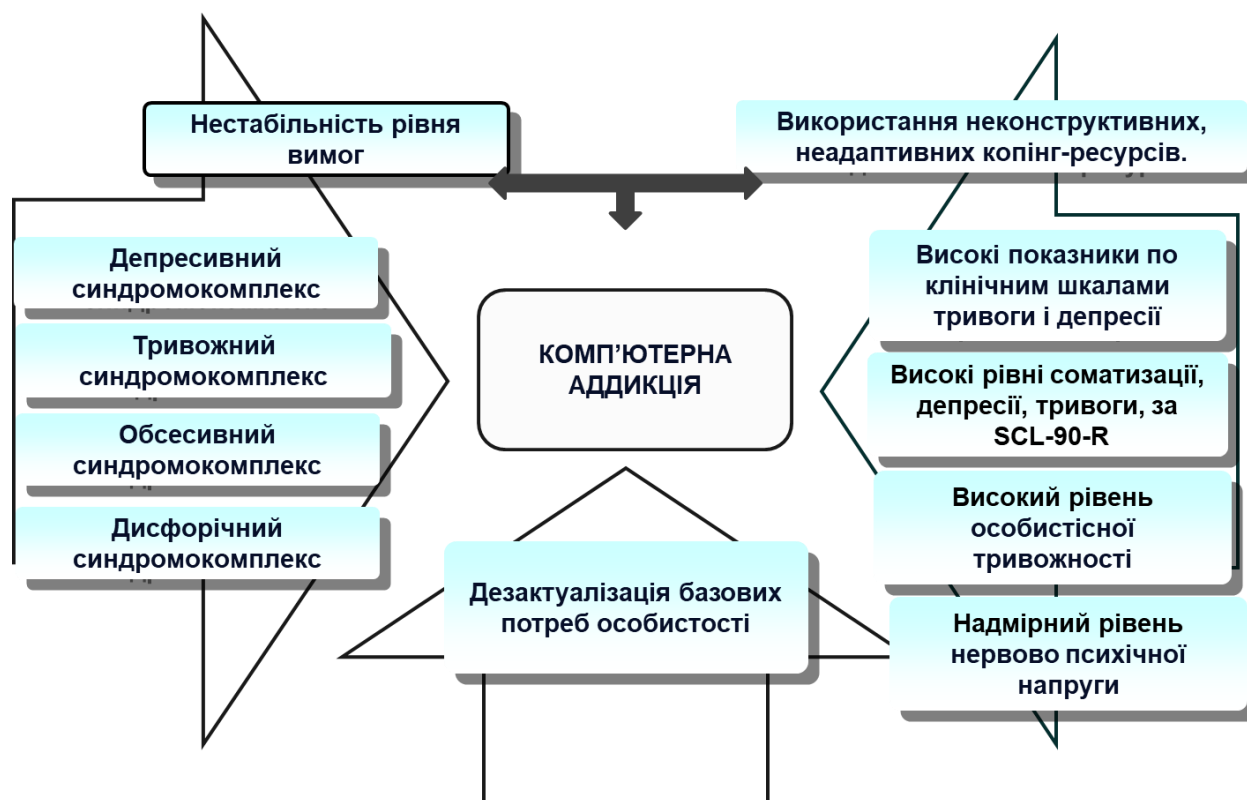 Нестабільність рівня
вимог
Використання неконструктивних,
неадаптивних копінг-ресурсів.
Депресивний
синдромокомплекс
Тривожний
синдромокомплекс
Обсесивний
синдромокомплекс
Дисфорічний
синдромокомплекс
КОМП’ЮТЕРНА
АДДИКЦІЯ
Дезактуалізація базових
потреб особистості
Високі показники по
клінічним шкалами
тривоги і депресії
Високі рівні соматизації,
депресії, тривоги, за
SCL-90-R
Високий рівень
особистісної
тривожності
Надмірний рівень
нервово психічної
напруги